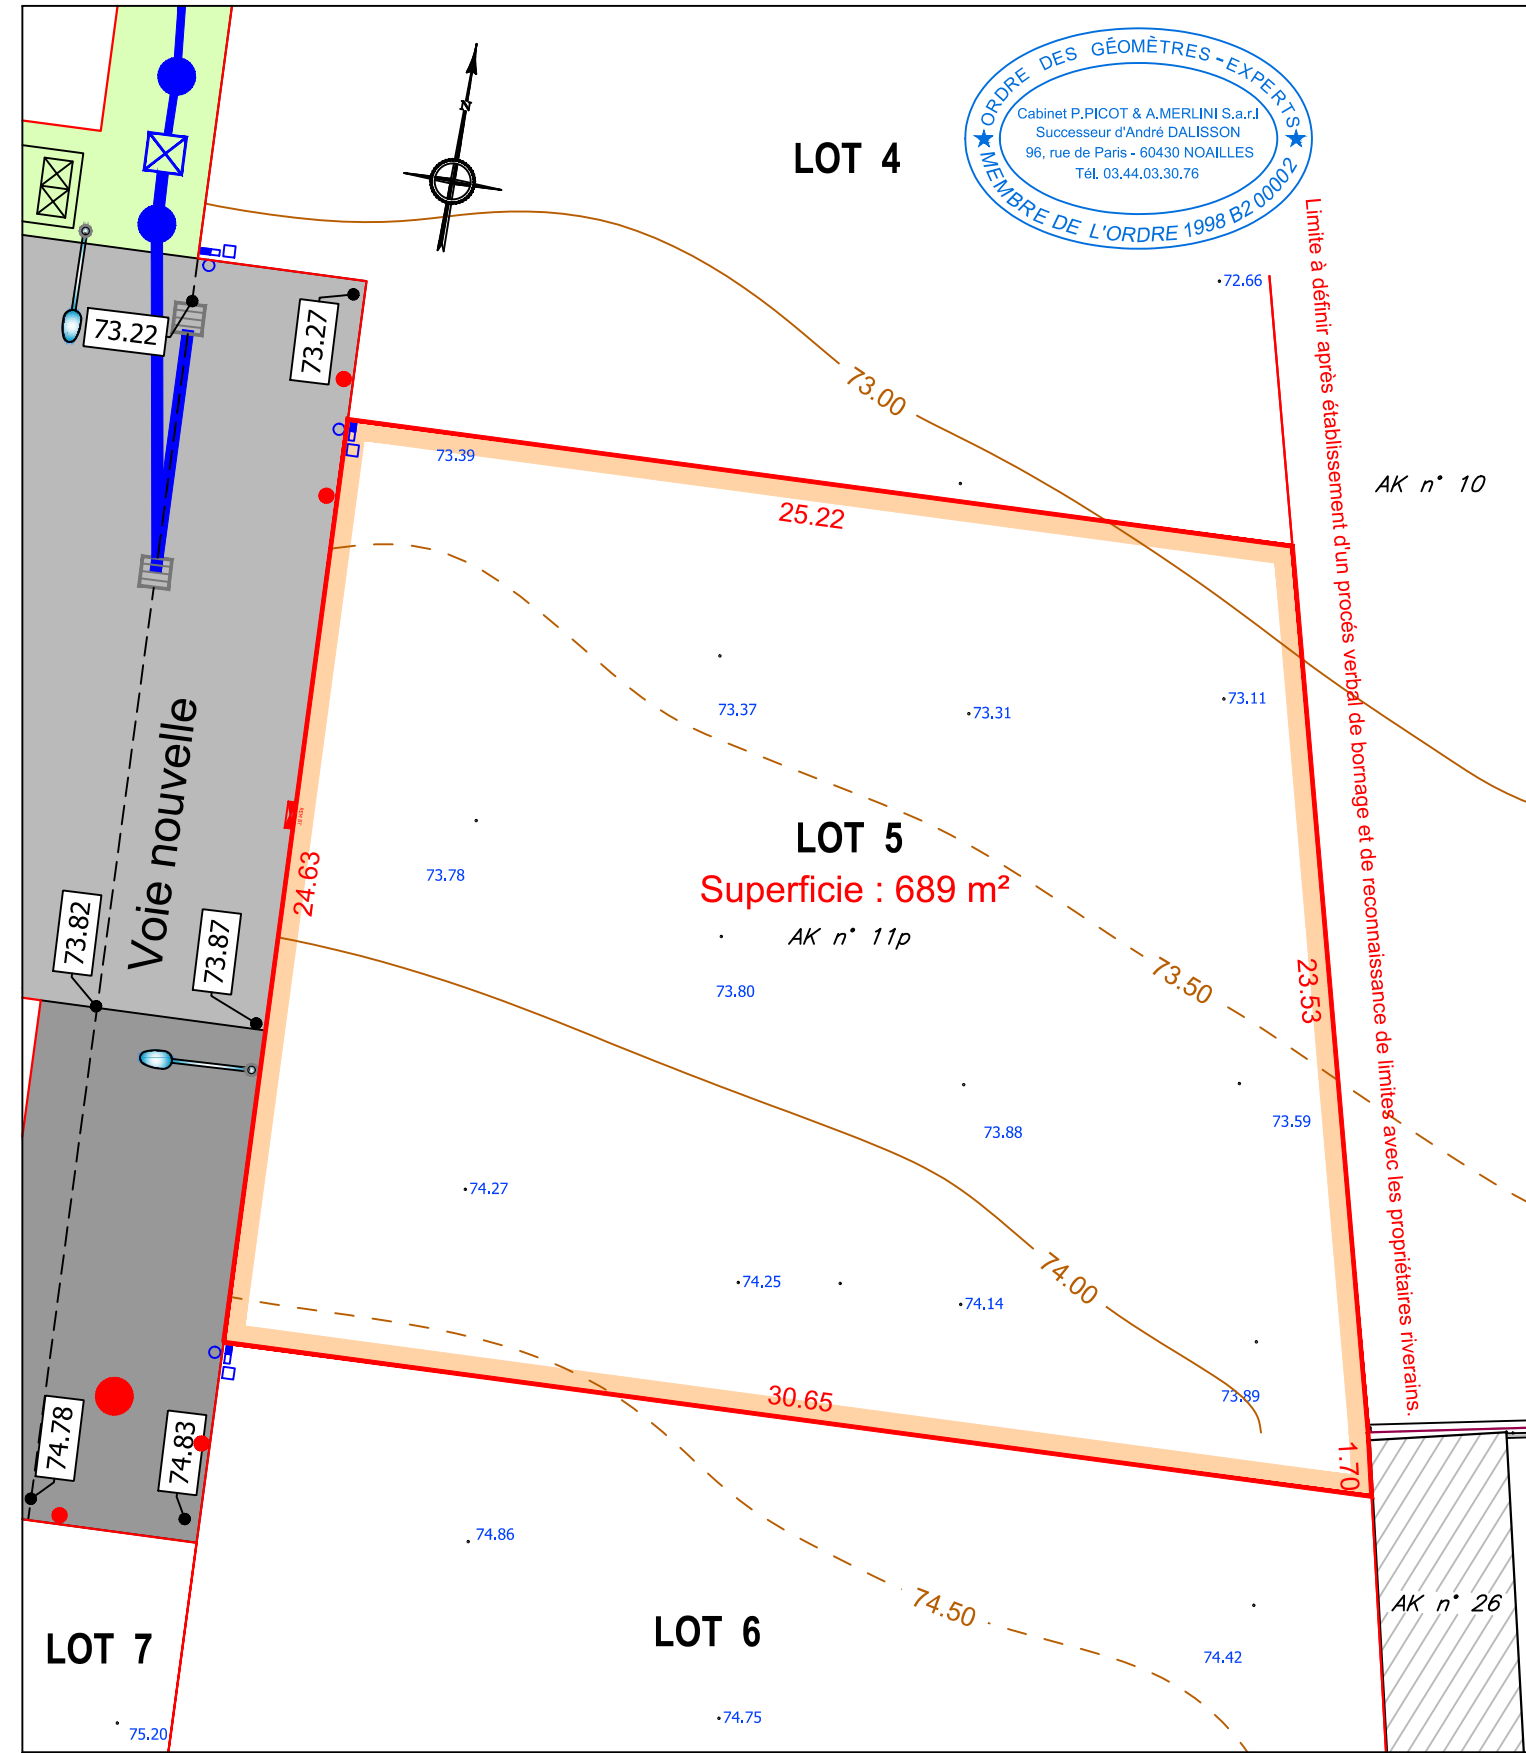 ORDRE DES GÉOMÈTRES-EXPERTS
Cabinet P.PICOT & A.MERLINI S.a.r.l
Successeur d'André DALISSON
96, rue de Paris - 60430 NOAILLES
Tél. 03.44.03.30.76
MEMBRE DE L'ORDRE 1998 B2 00002
N
LOT 4
72.66
73.22
73.27
73.00
73.39
25.22
AK n° 10
Limite à définir après établissement d'un procés verbal de bornage et de reconnaissance de limites avec les propriétaires riverains.
73.37
73.31
73.11
Voie nouvelle
LOT 5
Superficie : 689 m²
AK n° 11p
73.78
24.63
73.82
73.87
73.80
73.50
23.53
73.88
73.59
74.27
74.25
74.14
74.00
30.65
73.89
1.70
74.78
74.83
74.86
74.50
AK n° 26
LOT 6
LOT 7
74.42
74.75
75.20